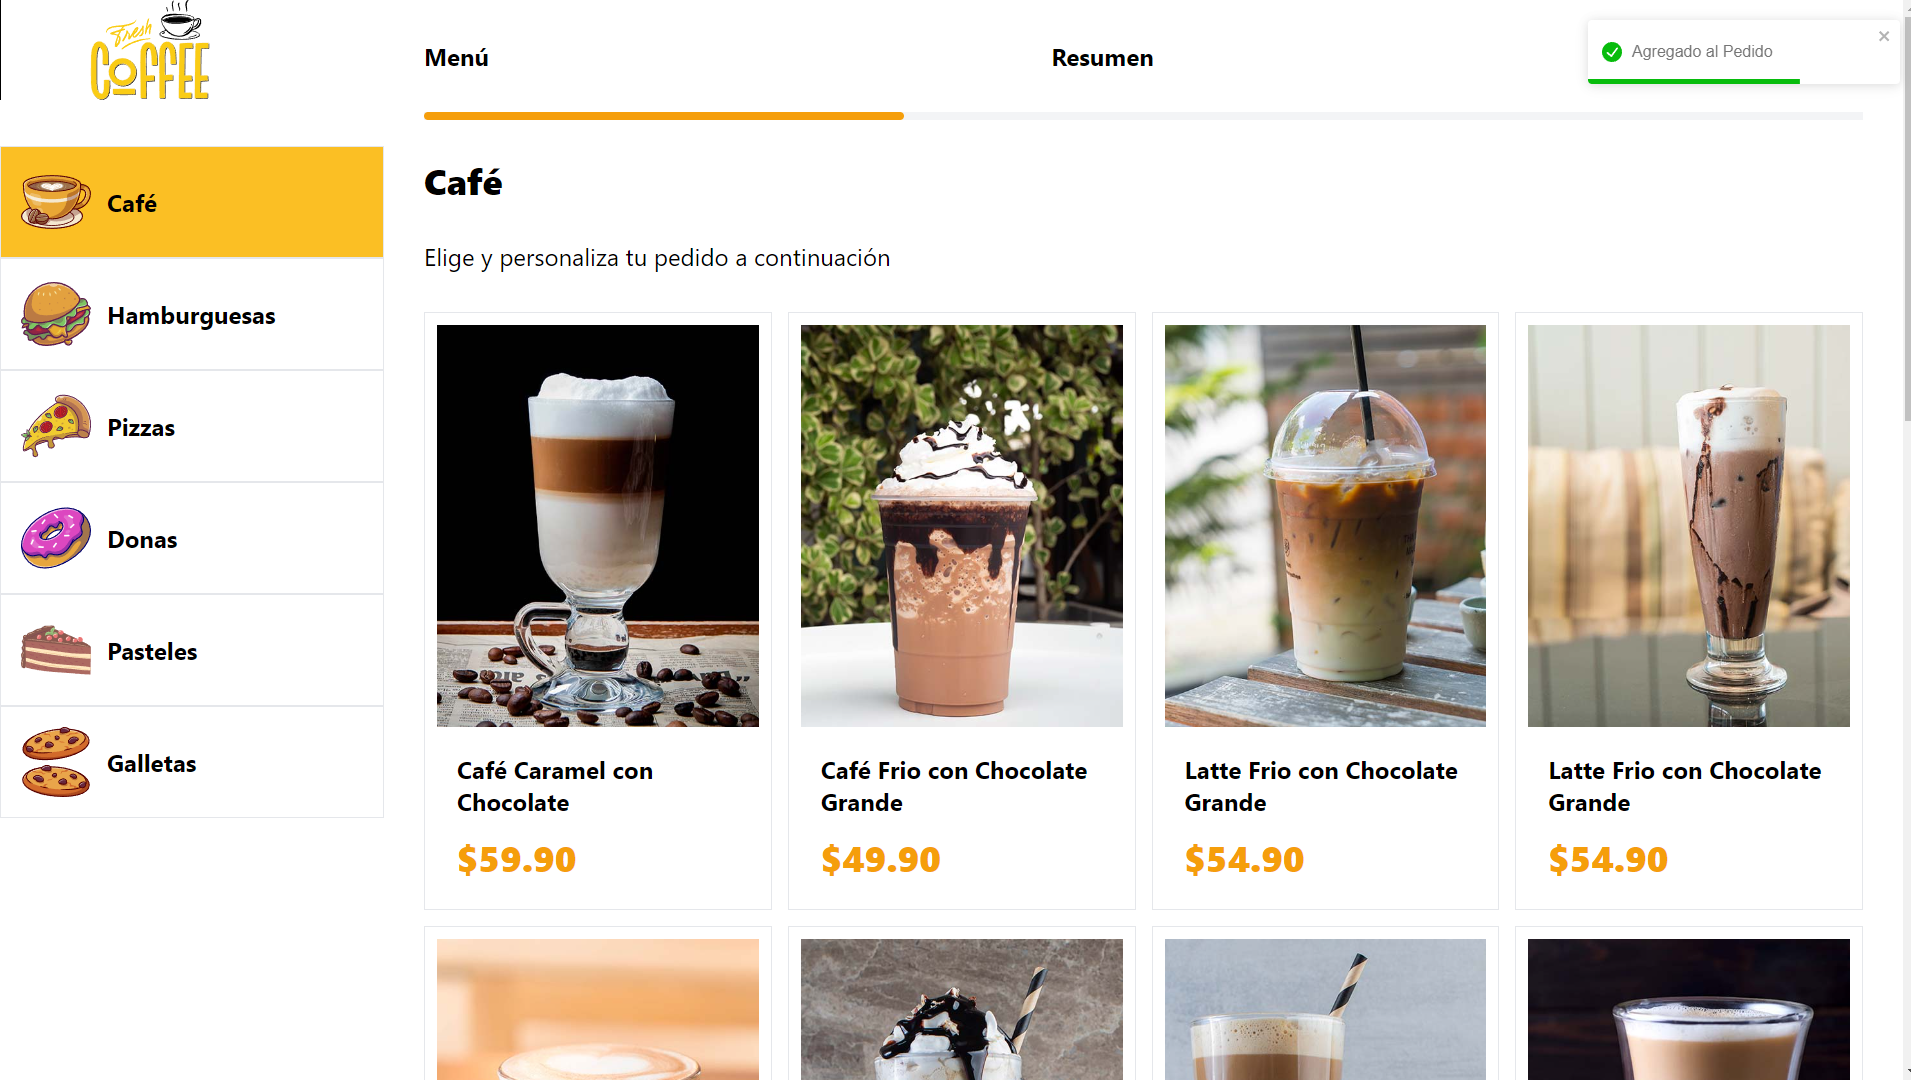 Fresh
COFFEE
Menú
Resumen
Agregado al Pedido
Café
Hamburguesas
Pizzas
Donas
Pasteles
Galletas
Café
Elige y personaliza tu pedido a continuación
Café Caramel con
Chocolate
$59.90
Café Frio con Chocolate
Grande
$49.90
Latte Frio con Chocolate
Grande
$54.90
Latte Frio con Chocolate
Grande
$54.90